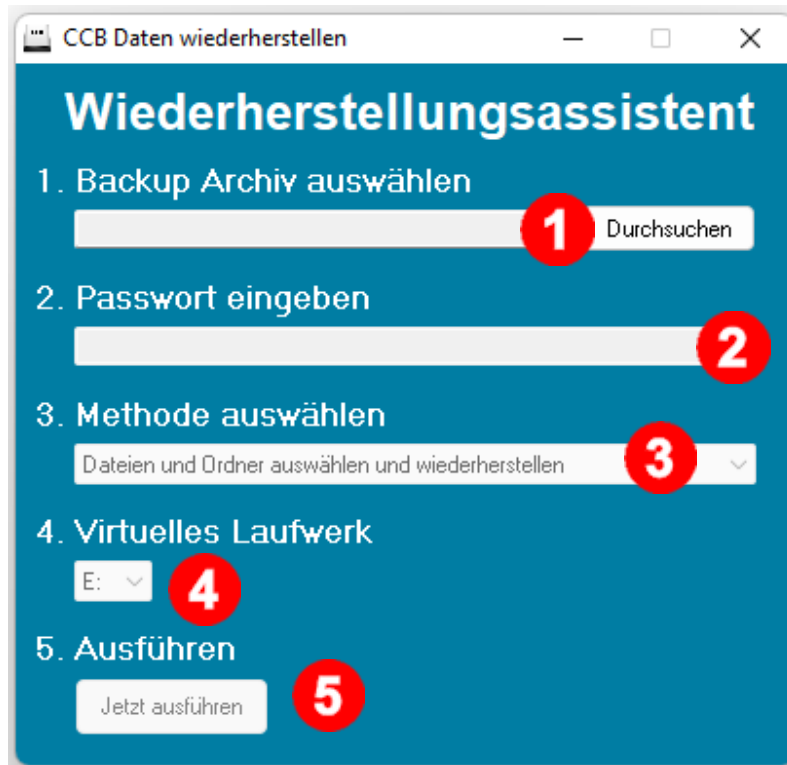 CCB Daten wiederherstellen
Wiederherstellungsassistent
1. Backup Archiv auswählen
1 Durchsuchen
2. Passwort eingeben
2
3. Methode auswählen
Dateien und Ordner auswählen und wiederherstellen 3
4. Virtuelles Laufwerk
E: 4
5. Ausführen
Jetzt ausführen 5